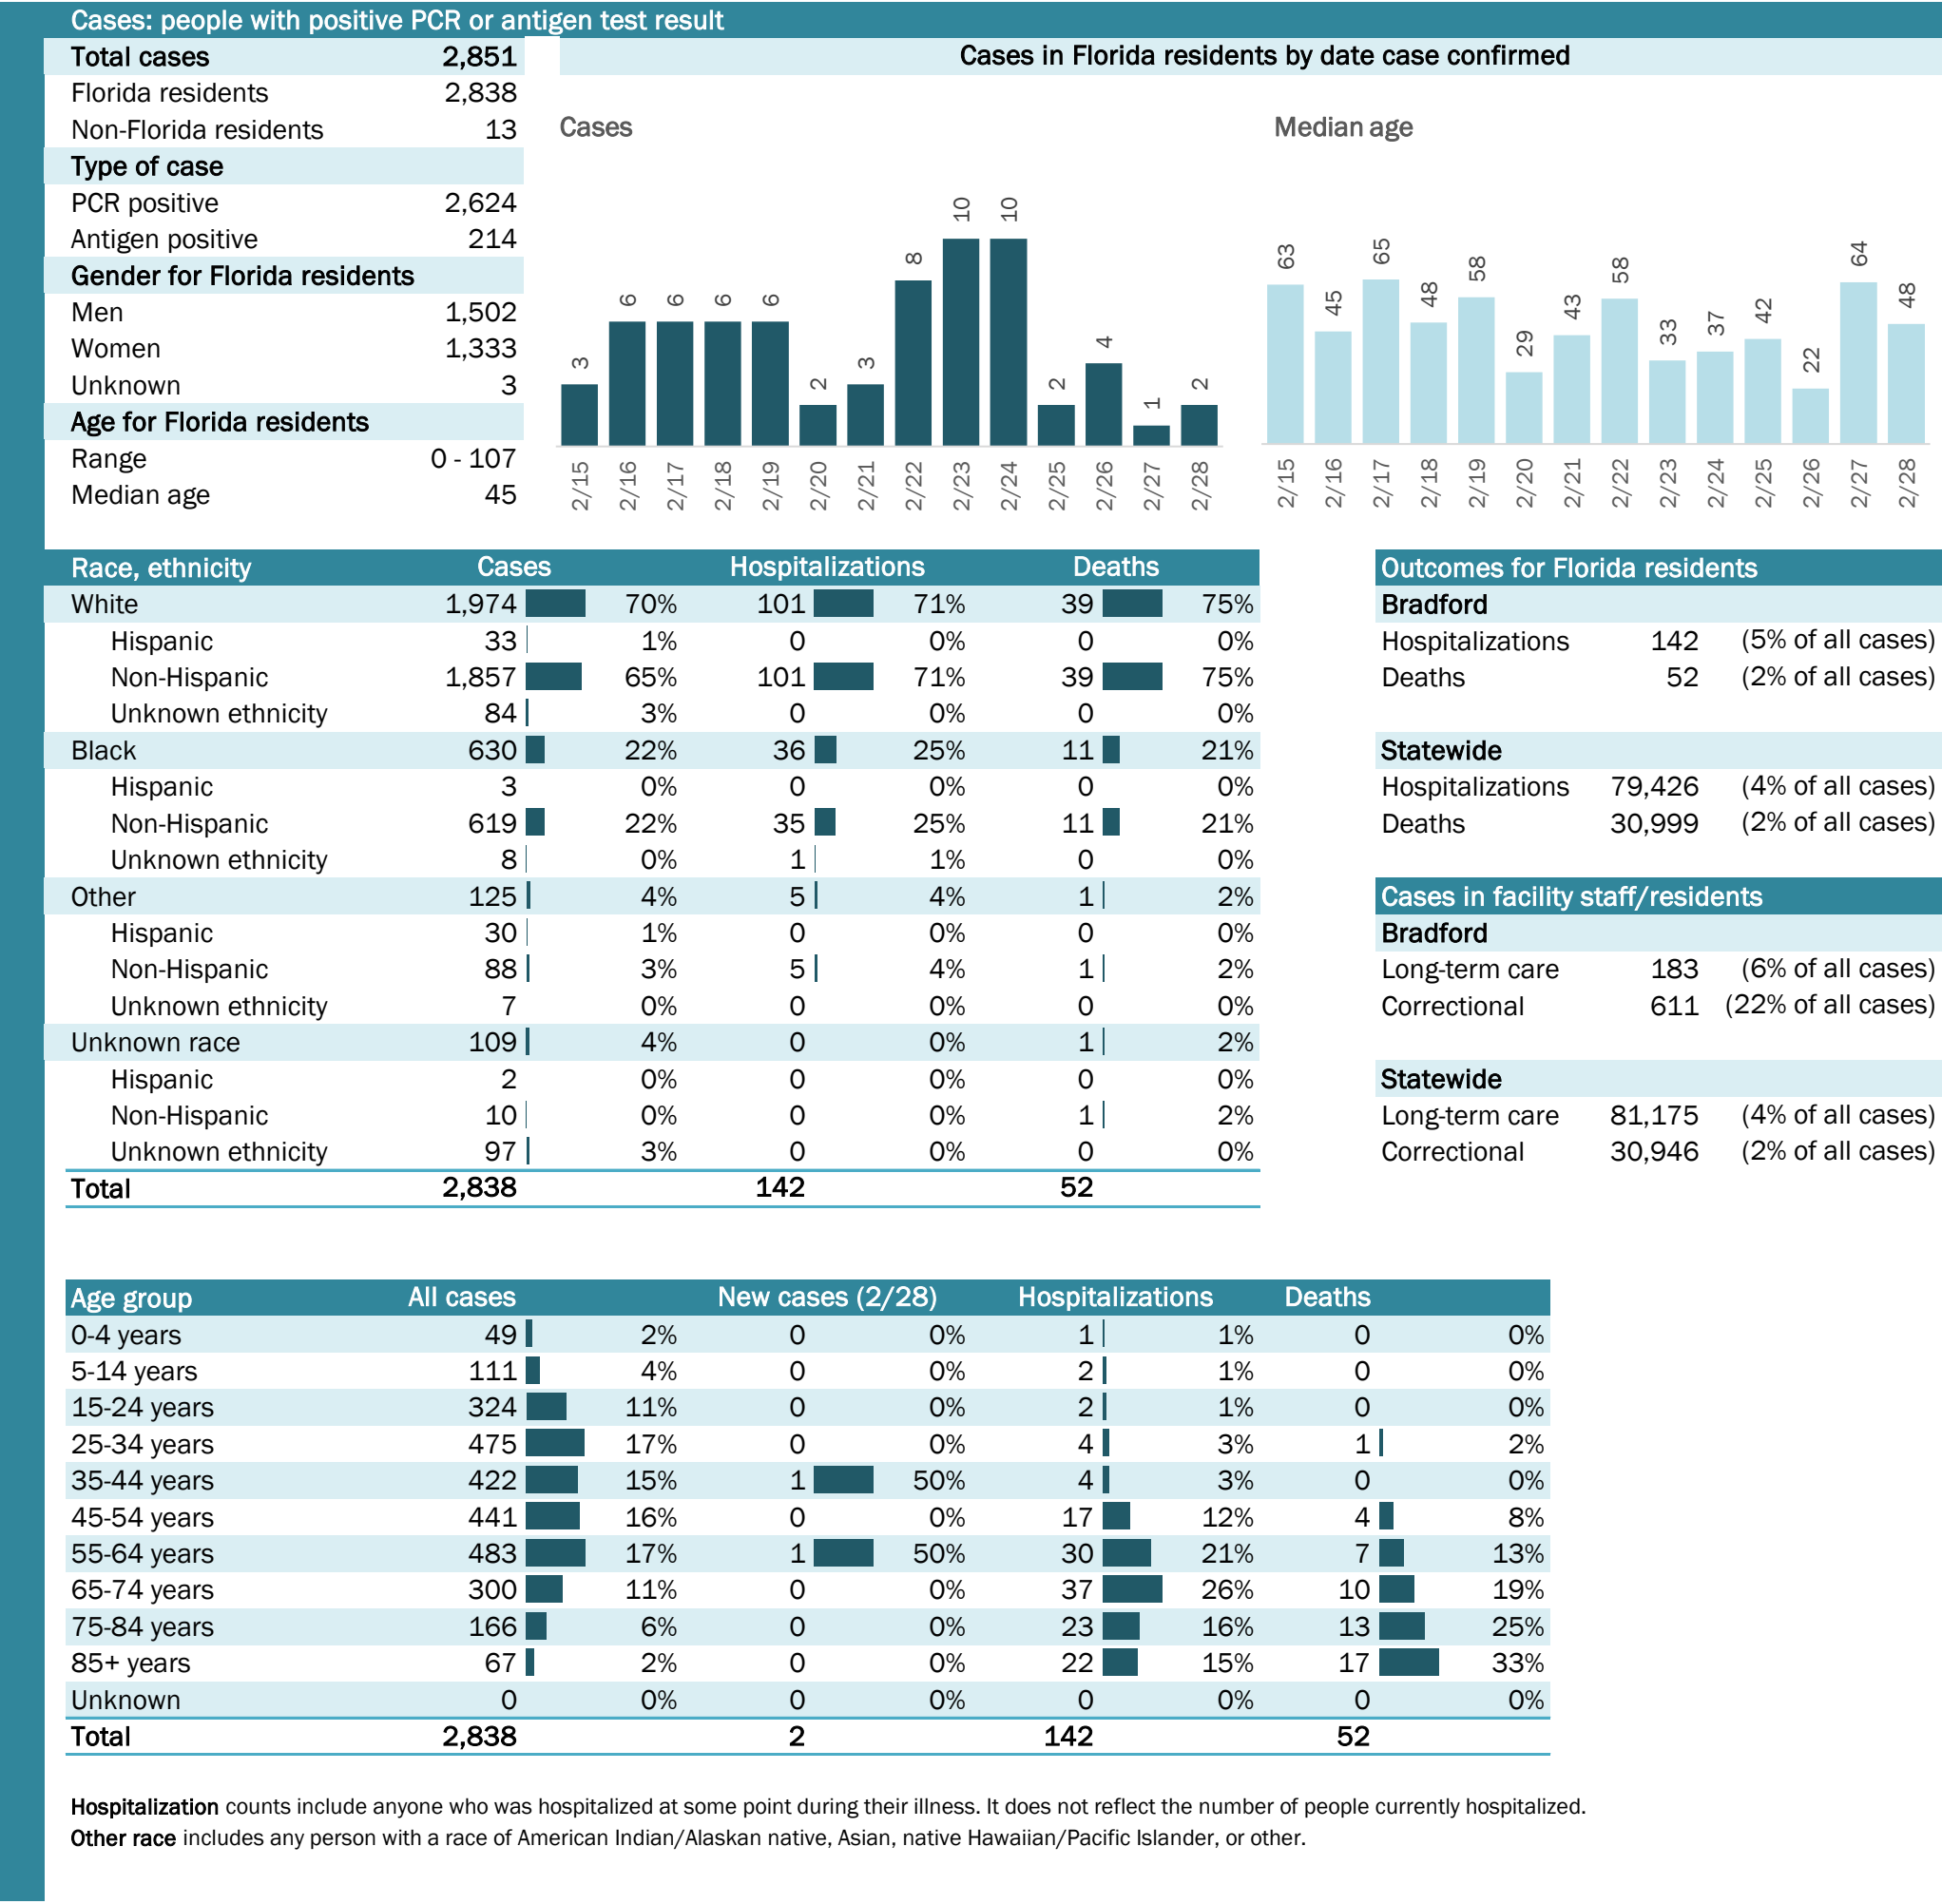 Cases: people with positive PCR or antigen test result
Total cases 2,851
Florida residents 2,838
Non-Florida residents 13
Type of case
PCR positive 2,624
Antigen positive 214
Gender for Florida residents
Men 1,502
Women 1,333
Unknown 3
Age for Florida residents
Range 0 - 107
Median age 45
Cases in Florida residents by date case confirmed
Cases
3 6 6 6 6 2 3 8 10 10 2 4 1 2
2/15 2/16 2/17 2/18 2/19 2/20 2/21 2/22 2/23 2/24 2/25 2/26 2/27 2/28
Median age
63 45 65 48 58 29 43 58 33 37 42 22 64 48
2/15 2/16 2/17 2/18 2/19 2/20 2/21 2/22 2/23 2/24 2/25 2/26 2/27 2/28
Race, ethnicity Cases Hospitalizations Deaths
White 1,974 70% 101 71% 39 75%
Hispanic 33 1% 0 0% 0 0%
Non-Hispanic 1,857 65% 101 71% 39 75%
Unknown ethnicity 84 3% 0 0% 0 0%
Black 630 22% 36 25% 11 21%
Hispanic 3 0% 0 0% 0 0%
Non-Hispanic 619 22% 35 25% 11 21%
Unknown ethnicity 8 0% 1 1% 0 0%
Other 125 4% 5 4% 1 2%
Hispanic 30 1% 0 0% 0 0%
Non-Hispanic 88 3% 5 4% 1 2%
Unknown ethnicity 7 0% 0 0% 0 0%
Unknown race 109 4% 0 0% 1 2%
Hispanic 2 0% 0 0% 0 0%
Non-Hispanic 10 0% 0 0% 1 2%
Unknown ethnicity 97 3% 0 0% 0 0%
Total 2,838 142 52
Outcomes for Florida residents
Bradford
Hospitalizations 142 (5% of all cases)
Deaths 52 (2% of all cases)
Statewide
Hospitalizations 79,426 (4% of all cases)
Deaths 30,999 (2% of all cases)
Cases in facility staff/residents
Bradford
Long-term care 183 (6% of all cases)
Correctional 611 (22% of all cases)
Statewide
Long-term care 81,175 (4% of all cases)
Correctional 30,946 (2% of all cases)
Age group All cases New cases (2/28) Hospitalizations Deaths
0-4 years 49 2% 0 0% 1 1% 0 0%
5-14 years 111 4% 0 0% 2 1% 0 0%
15-24 years 324 11% 0 0% 2 1% 0 0%
25-34 years 475 17% 0 0% 4 3% 1 2%
35-44 years 422 15% 1 50% 4 3% 0 0%
45-54 years 441 16% 0 0% 17 12% 4 8%
55-64 years 483 17% 1 50% 30 21% 7 13%
65-74 years 300 11% 0 0% 37 26% 10 19%
75-84 years 166 6% 0 0% 23 16% 13 25%
85+ years 67 2% 0 0% 22 15% 17 33%
Unknown 0 0% 0 0% 0 0% 0 0%
Total 2,838 2 142 52
Hospitalization counts include anyone who was hospitalized at some point during their illness. It does not reflect the number of people currently hospitalized.
Other race includes any person with a race of American Indian/Alaskan native, Asian, native Hawaiian/Pacific Islander, or other.